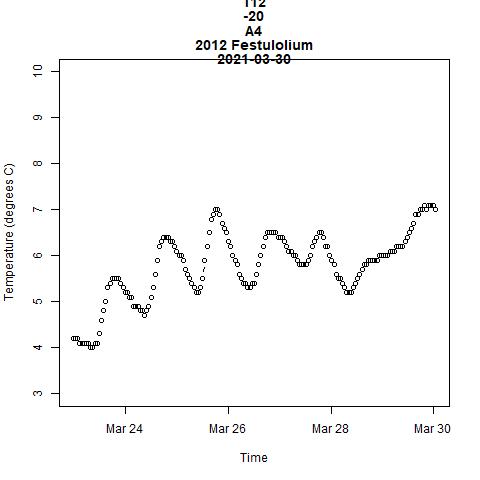 T12
-20
A4
2012 Festulolium
2021-03-30
Temperature (degrees C)
10
9
8
7
6
5
4
3
Mar 24
Mar 26
Mar 28
Mar 30
Time